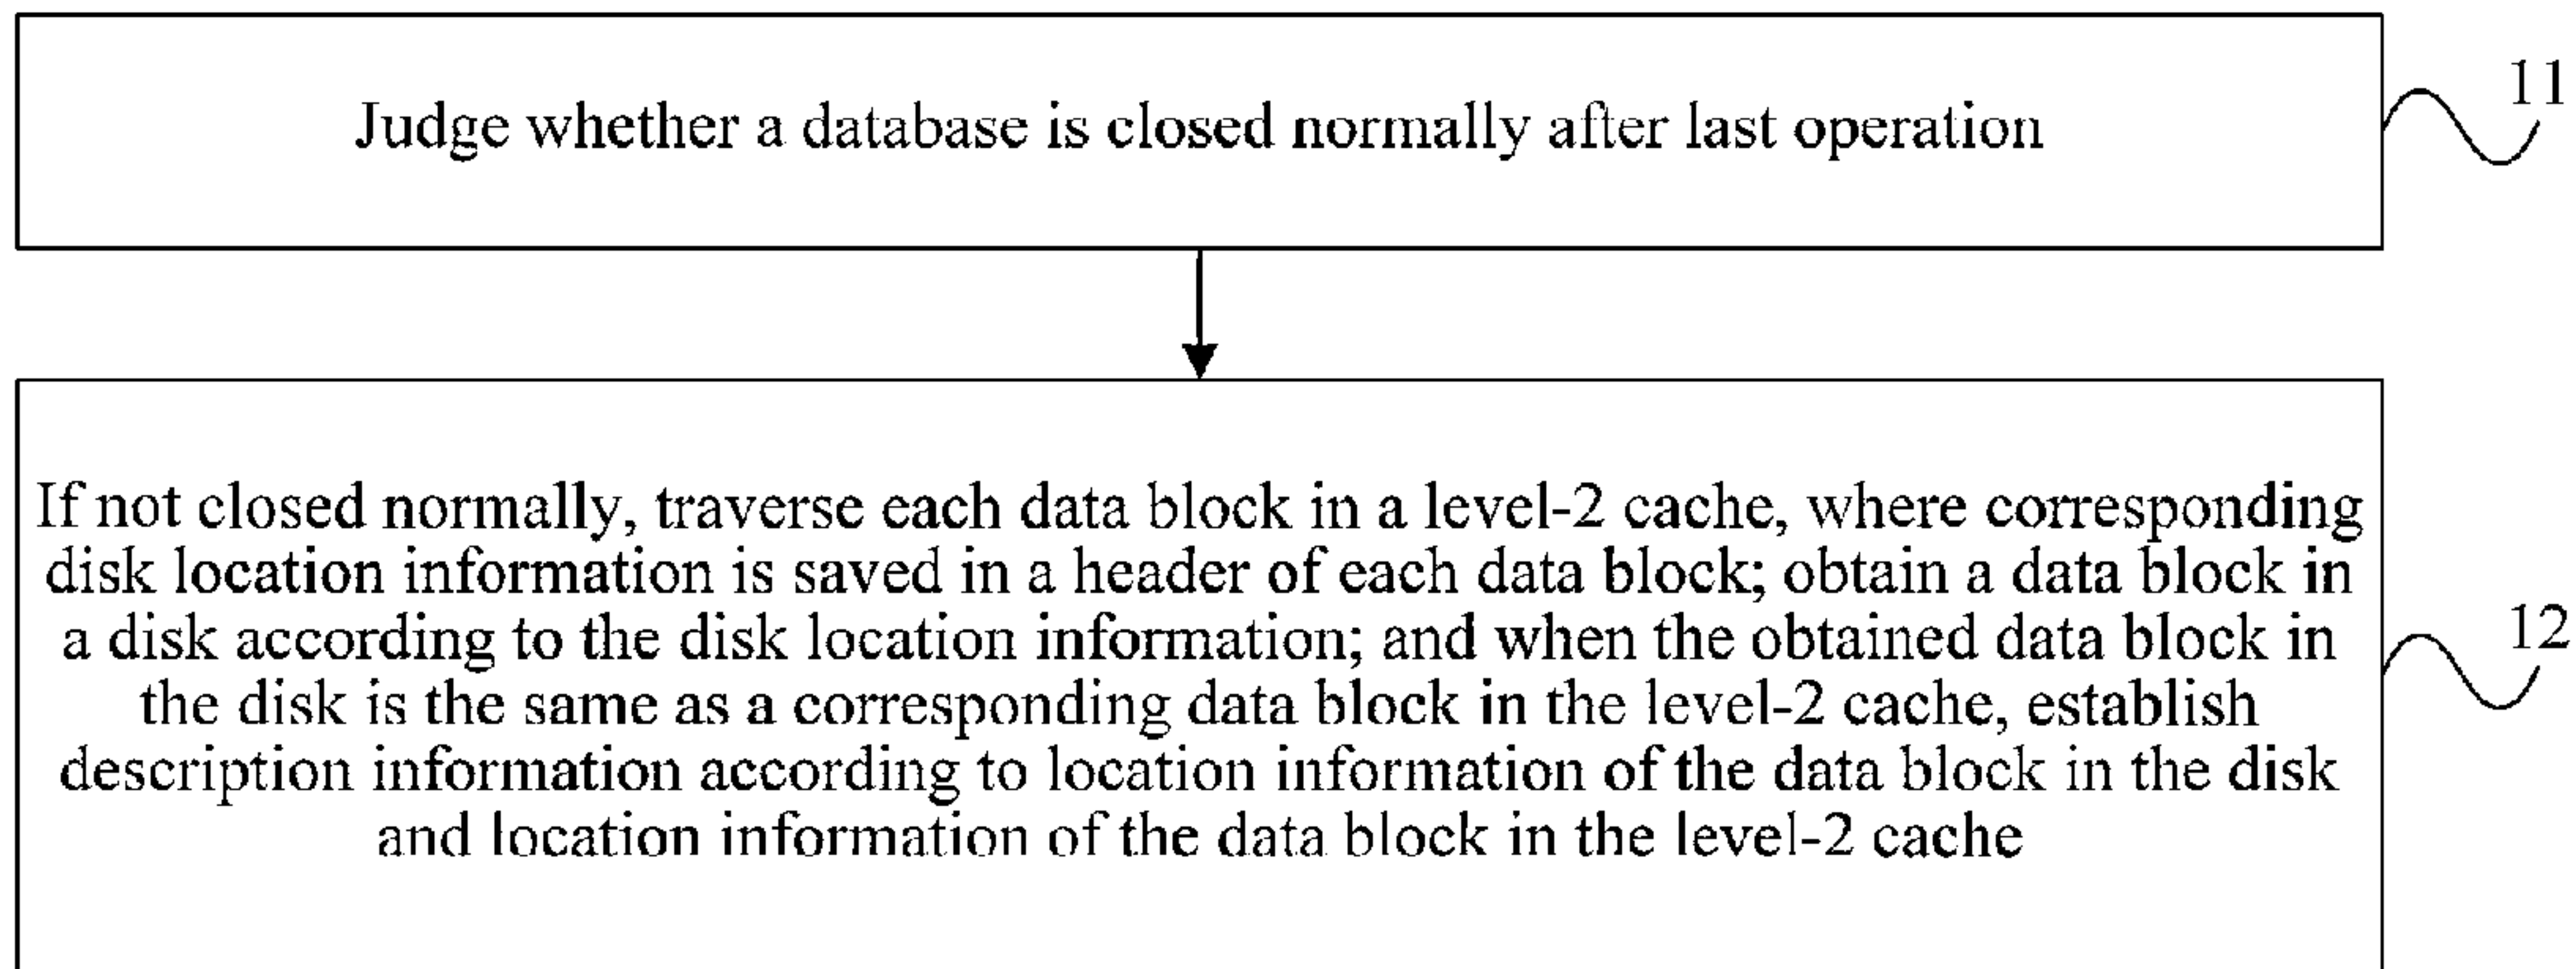 Judge whether a database is closed normally after last operation
11
If not closed normally, traverse each data block in a level-2 cache, where corresponding
disk location information is saved in a header of each data block; obtain a data block in
a disk according to the disk location information; and when the obtained data block in
the disk is the same as a corresponding data block in the level-2 cache, establish
description information according to location information of the data block in the disk
and location information of the data block in the level-2 cache
12